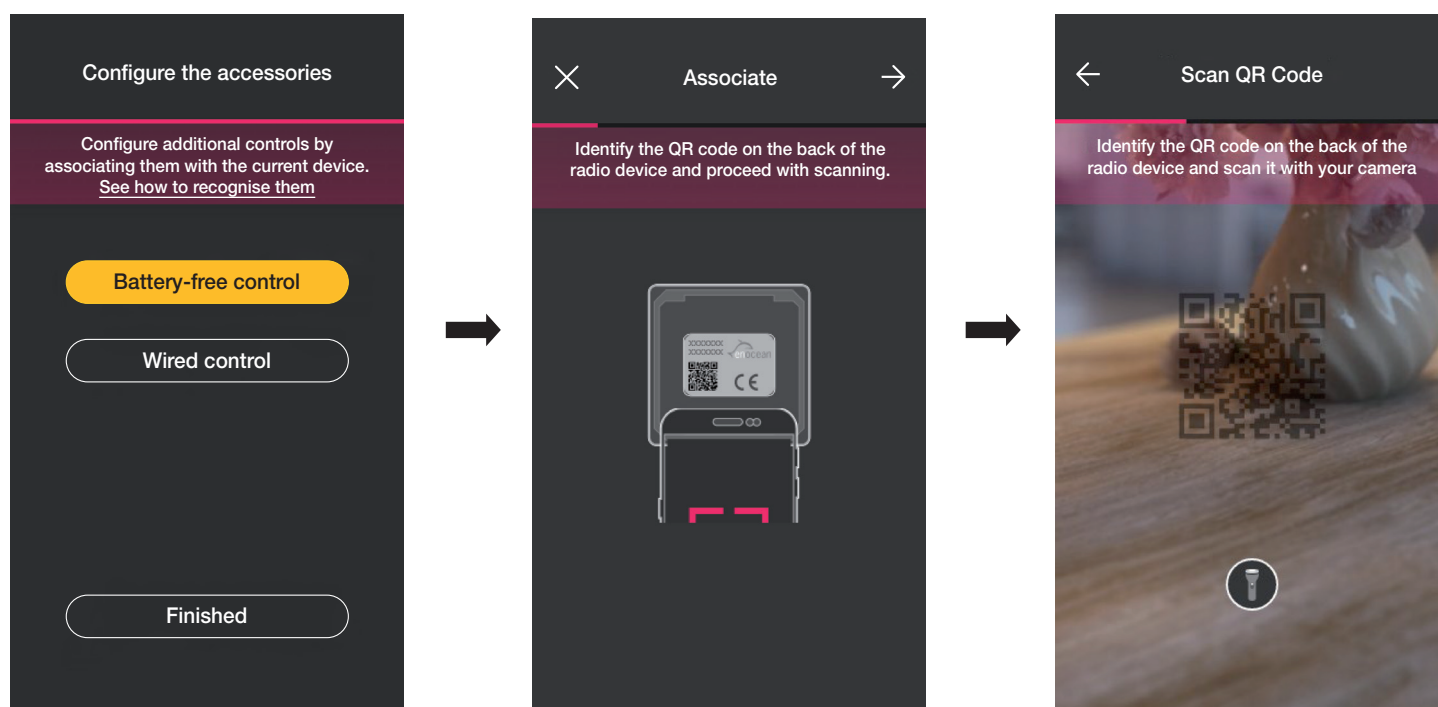 Configure the accessories
Configure additional controls by
associating them with the current device.
See how to recognise them
Battery-free control
Wired control
Finished
Associate
Identify the QR code on the back of the
radio device and proceed with scanning.
XXXXXXX
XXXXXXX
enocean
CE
Scan QR Code
Identify the QR code on the back of the
radio device and scan it with your camera